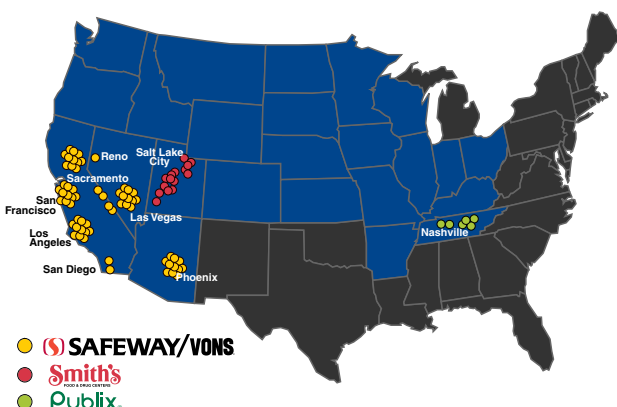 Reno
Salt Lake
City
Sacramento
San
Francisco
Las Vegas
Los
Angeles
Nashville
San Diego
Phoenix
SAFEWAY/VONS
Smith's
FOOD & DRUG CENTERS
Publix.